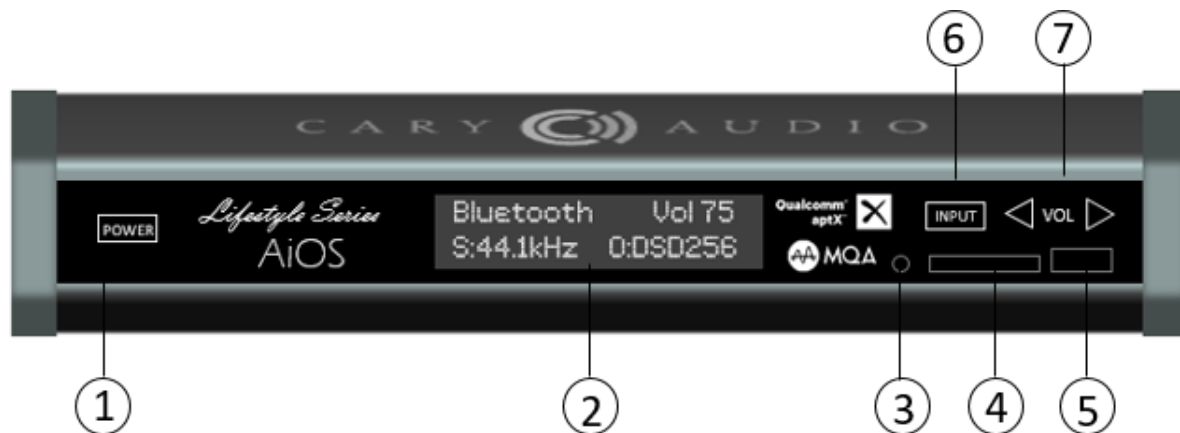 6 7
CARY AUDIO
POWER
Lifestyle Series
AiOS
Bluetooth Vol 75
S:44.1kHz O:DSD256
Qualcomm®
aptX™
MQA
INPUT
VOL
1 2 3 4 5